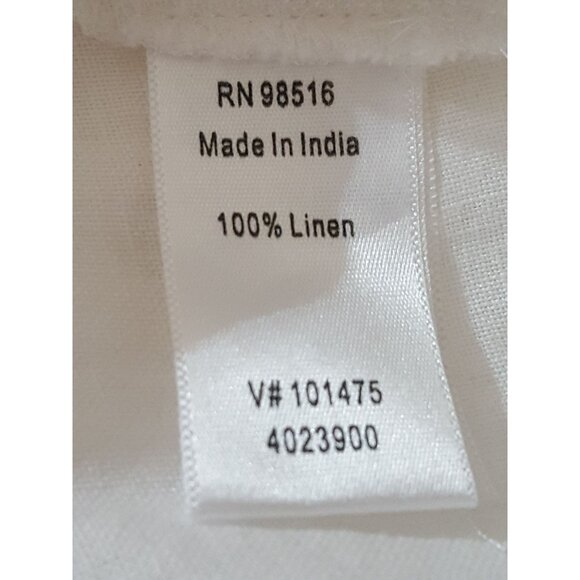 RN 98516
Made In India
100% Linen
V# 101475
4023900